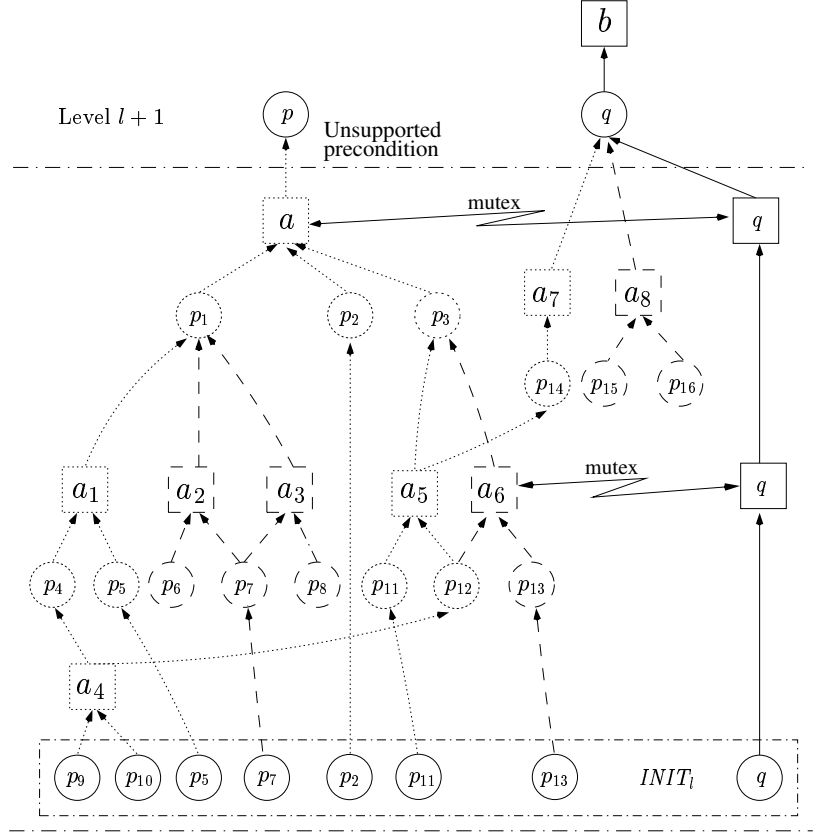 b
Level l + 1
p
q
Unsupported
precondition
a
mutex
q
p1
p2
p3
a7
a8
p14
p15
p16
a1
a2
a3
a5
a6
mutex
q
p4
p5
p6
p7
p8
p11
p12
p13
a4
p9
p10
p5
p7
p2
p11
p13
INITl
q